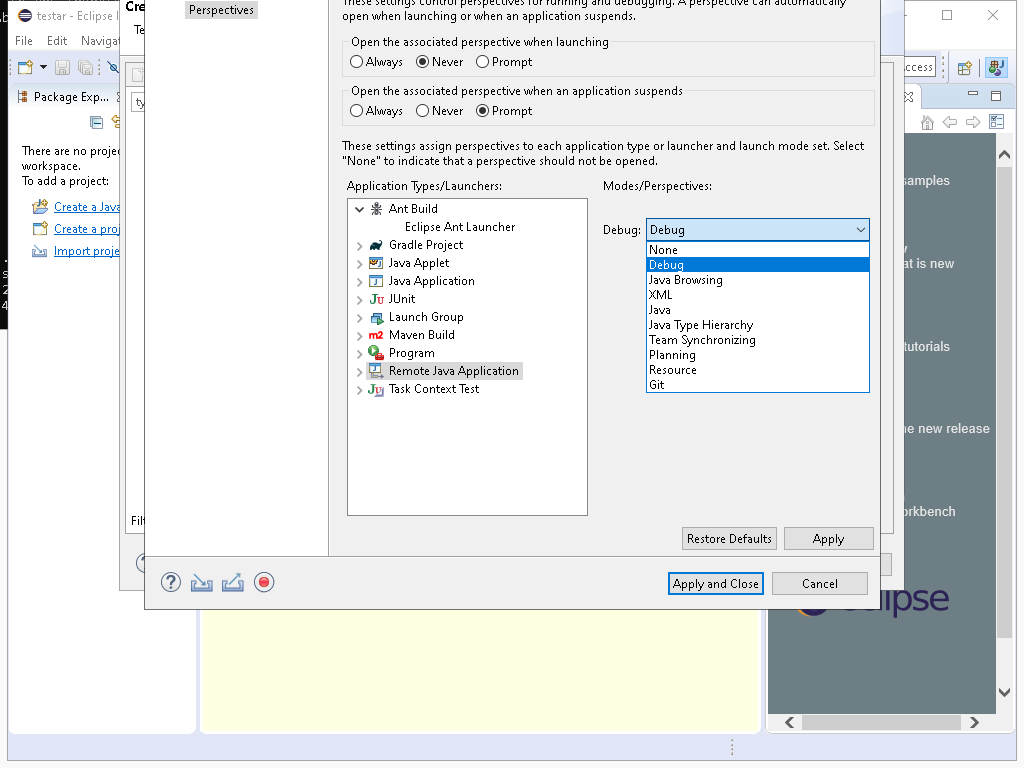 testar - Eclipse
File Edit Navigat
Package Exp...
There are no proje
workspace.
To add a project:
Create a Java
Create a proj
Import proje
Cre
Te
ty
Filt
Perspectives
These settings control perspectives for running and debugging. A perspective can automatically
open when launching or when an application suspends.
Open the associated perspective when launching
Always Never Prompt
Open the associated perspective when an application suspends
Always Never Prompt
These settings assign perspectives to each application type or launcher and launch mode set. Select
"None" to indicate that a perspective should not be opened.
Application Types/Launchers:
Modes/Perspectives:
Ant Build
Eclipse Ant Launcher
Gradle Project
Java Applet
Java Application
JUnit
Launch Group
Maven Build
Program
Remote Java Application
Task Context Test
Debug: Debug
None
Debug
Java Browsing
XML
Java
Java Type Hierarchy
Team Synchronizing
Planning
Resource
Git
Restore Defaults
Apply
Apply and Close
Cancel
ccess
samples
at is new
tutorials
he new release
orkbench
eclipse